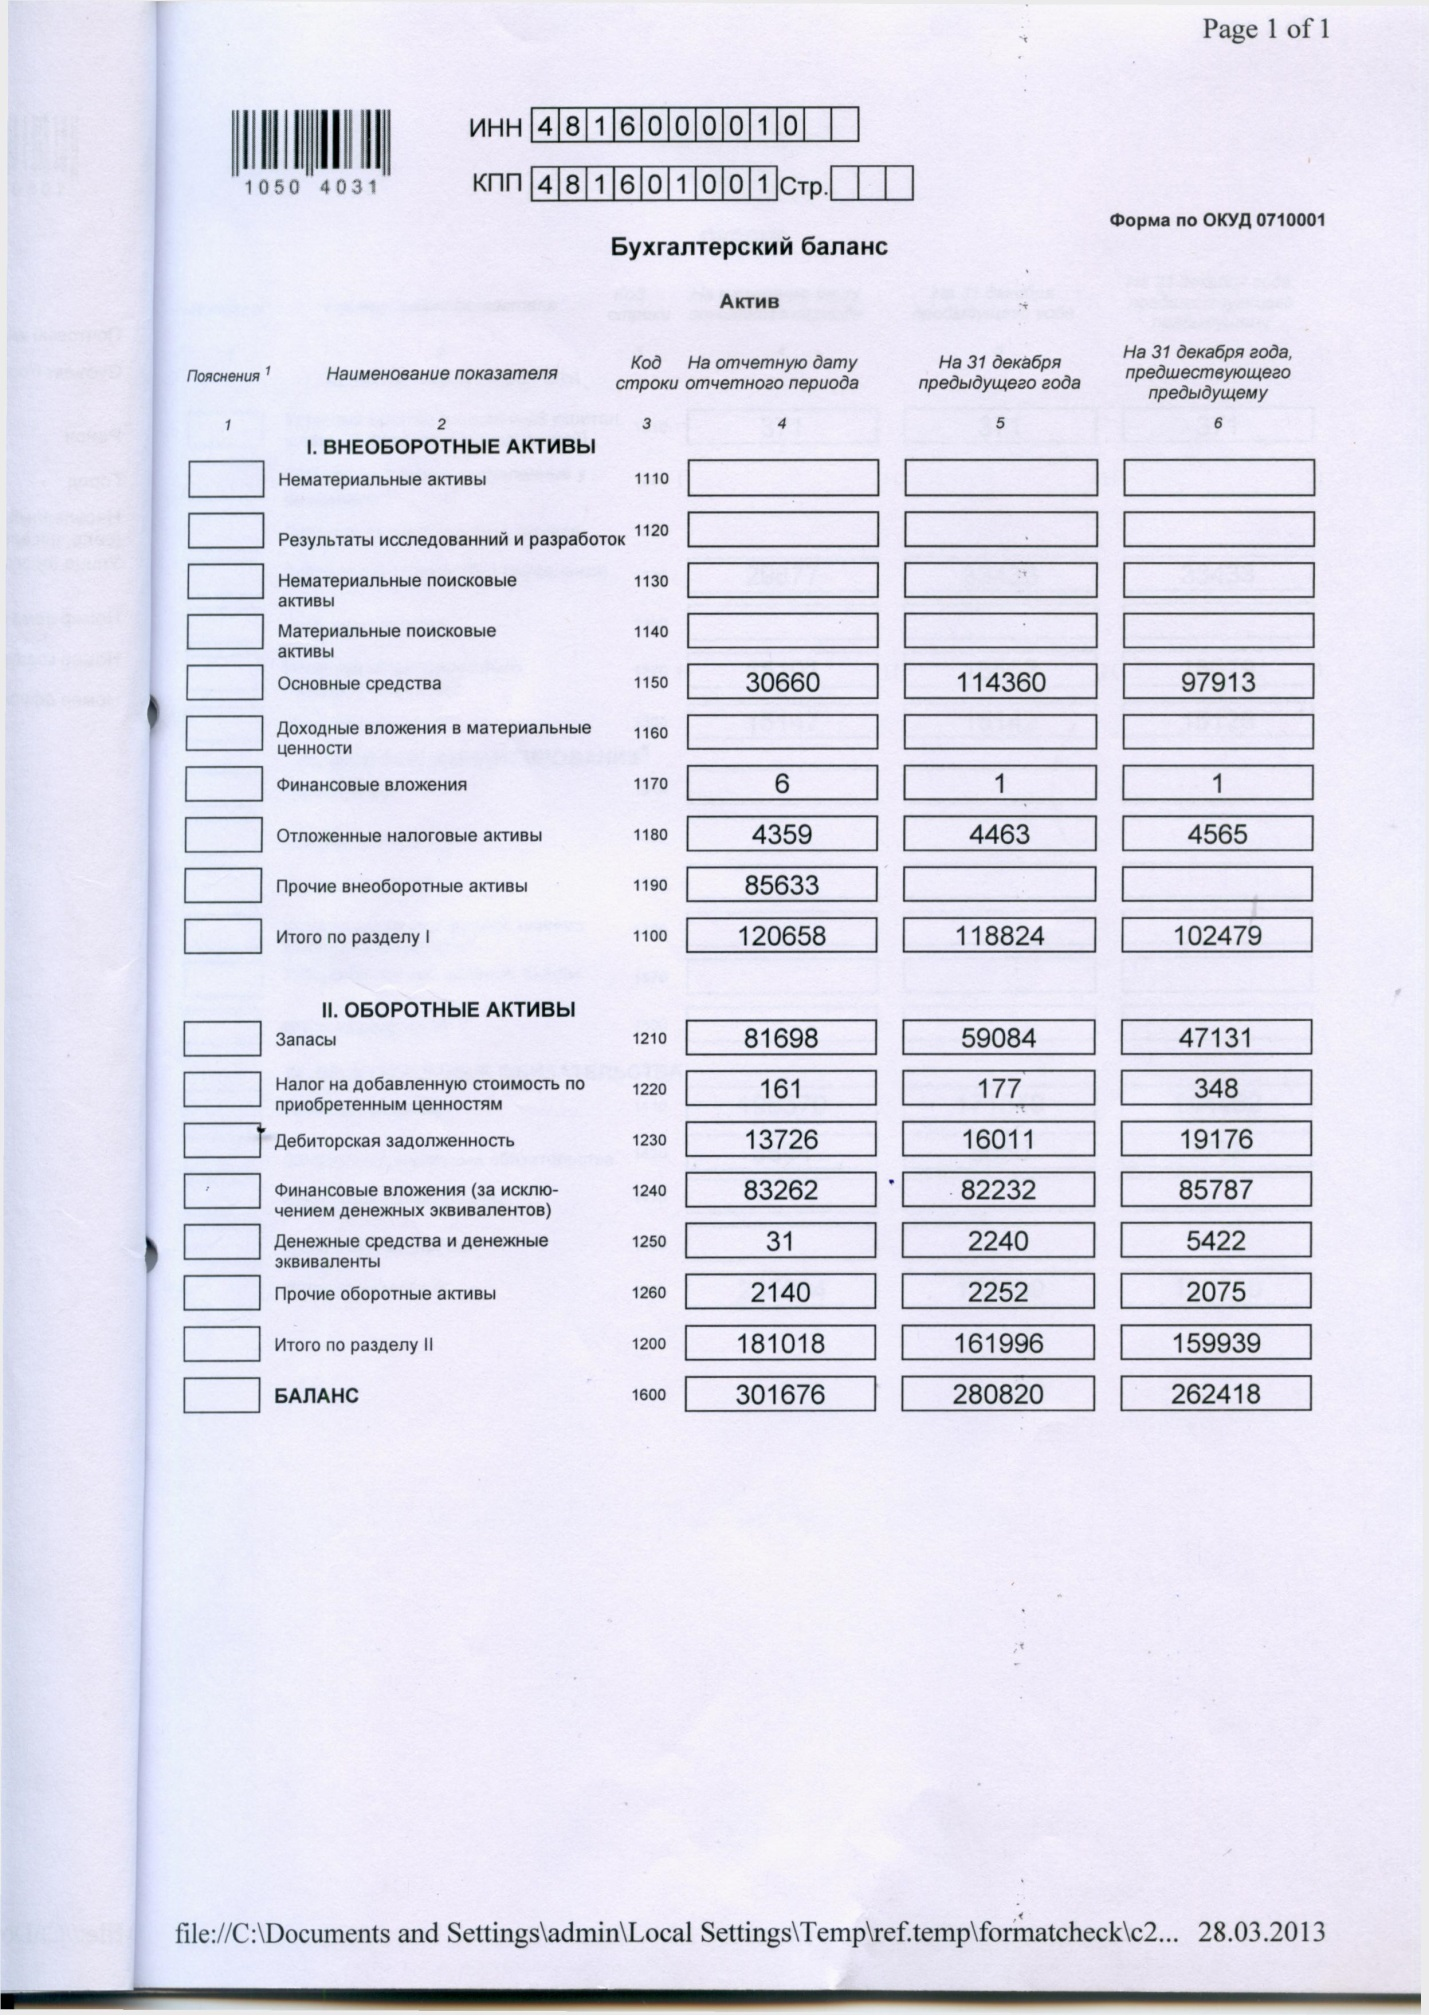 Page 1 of 1
ИНН 4816000010
1050 4031
КПП 481601001 Стр.
Форма по ОКУД 0710001
Бухгалтерский баланс
Актив
Пояснения 1 Наименование показателя Код строки На отчетную дату отчетного периода На 31 декабря предыдущего года На 31 декабря года, предшествующего предыдущему
1 2 3 4 5 6
I. ВНЕОБОРОТНЫЕ АКТИВЫ
Нематериальные активы 1110
Результаты исследованний и разработок 1120
Нематериальные поисковые 1130
активы
Материальные поисковые 1140
активы
Основные средства 1150 30660 114360 97913
Доходные вложения в материальные 1160
ценности
Финансовые вложения 1170 6 1 1
Отложенные налоговые активы 1180 4359 4463 4565
Прочие внеоборотные активы 1190 85633
Итого по разделу I 1100 120658 118824 102479
II. ОБОРОТНЫЕ АКТИВЫ
Запасы 1210 81698 59084 47131
Налог на добавленную стоимость по 1220 161 177 348
приобретенным ценностям
Дебиторская задолженность 1230 13726 16011 19176
Финансовые вложения (за исклю- 1240 83262 82232 85787
чением денежных эквивалентов)
Денежные средства и денежные 1250 31 2240 5422
эквиваленты
Прочие оборотные активы 1260 2140 2252 2075
Итого по разделу II 1200 181018 161996 159939
БАЛАНС 1600 301676 280820 262418
file://C:\Documents and Settings\admin\Local Settings\Temp\ref.temp\formatcheck\c2... 28.03.2013